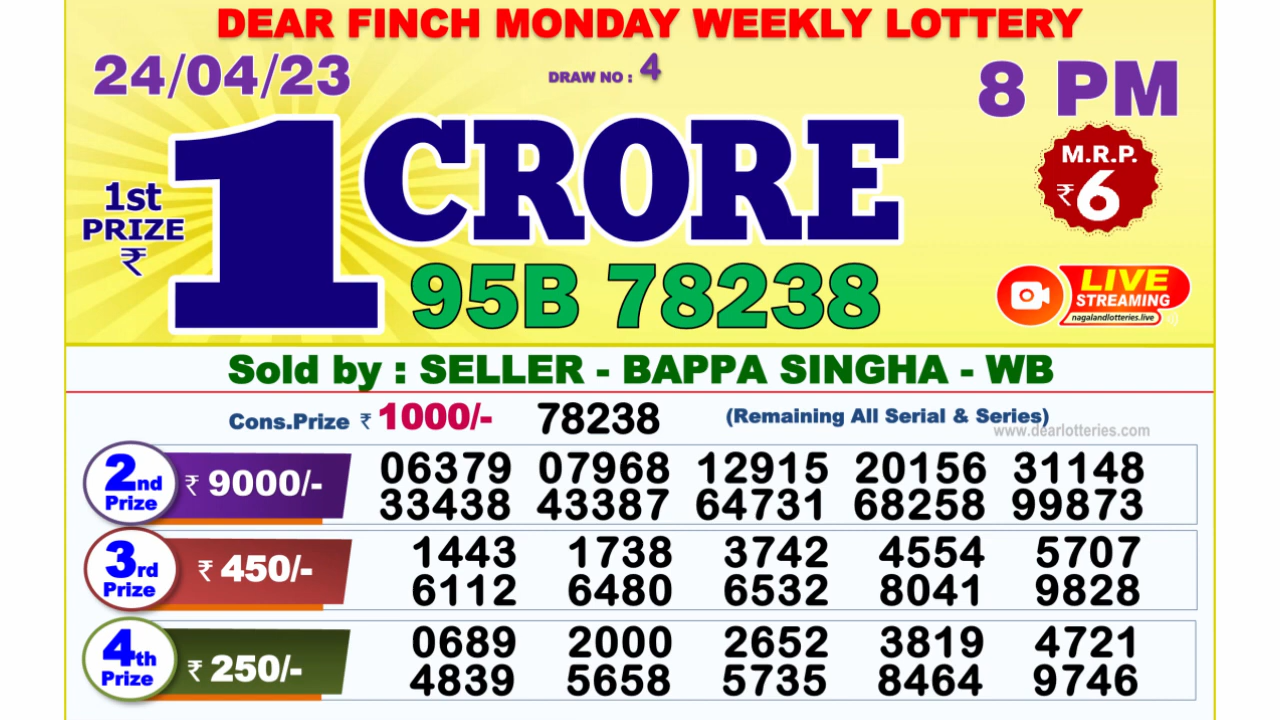 DEAR FINCH MONDAY WEEKLY LOTTERY
24/04/23
DRAW NO : 4
8 PM
1st PRIZE ₹ 1 CRORE
M.R.P. ₹ 6
95B 78238
LIVE STREAMING
nagalandlotteries.live
Sold by : SELLER - BAPPA SINGHA - WB
Cons.Prize ₹ 1000/- 78238 (Remaining All Serial & Series)
www.dearlotteries.com
2nd Prize ₹ 9000/-
06379 07968 12915 20156 31148
33438 43387 64731 68258 99873
3rd Prize ₹ 450/-
1443 1738 3742 4554 5707
6112 6480 6532 8041 9828
4th Prize ₹ 250/-
0689 2000 2652 3819 4721
4839 5658 5735 8464 9746